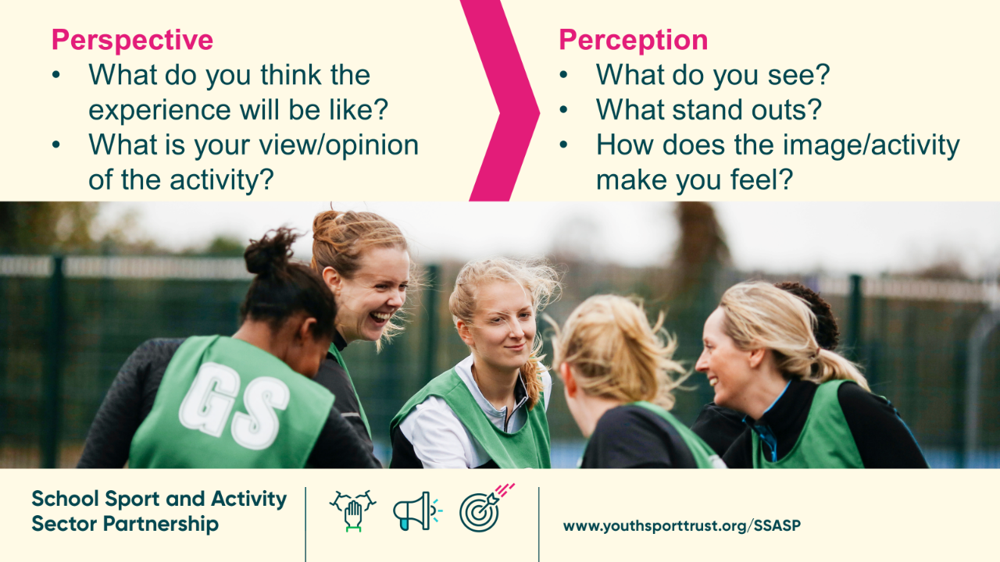 Perspective
• What do you think the
experience will be like?
• What is your view/opinion
of the activity?
Perception
• What do you see?
• What stand outs?
• How does the image/activity
make you feel?
GS
School Sport and Activity
Sector Partnership
www.youthsporttrust.org/SSASP